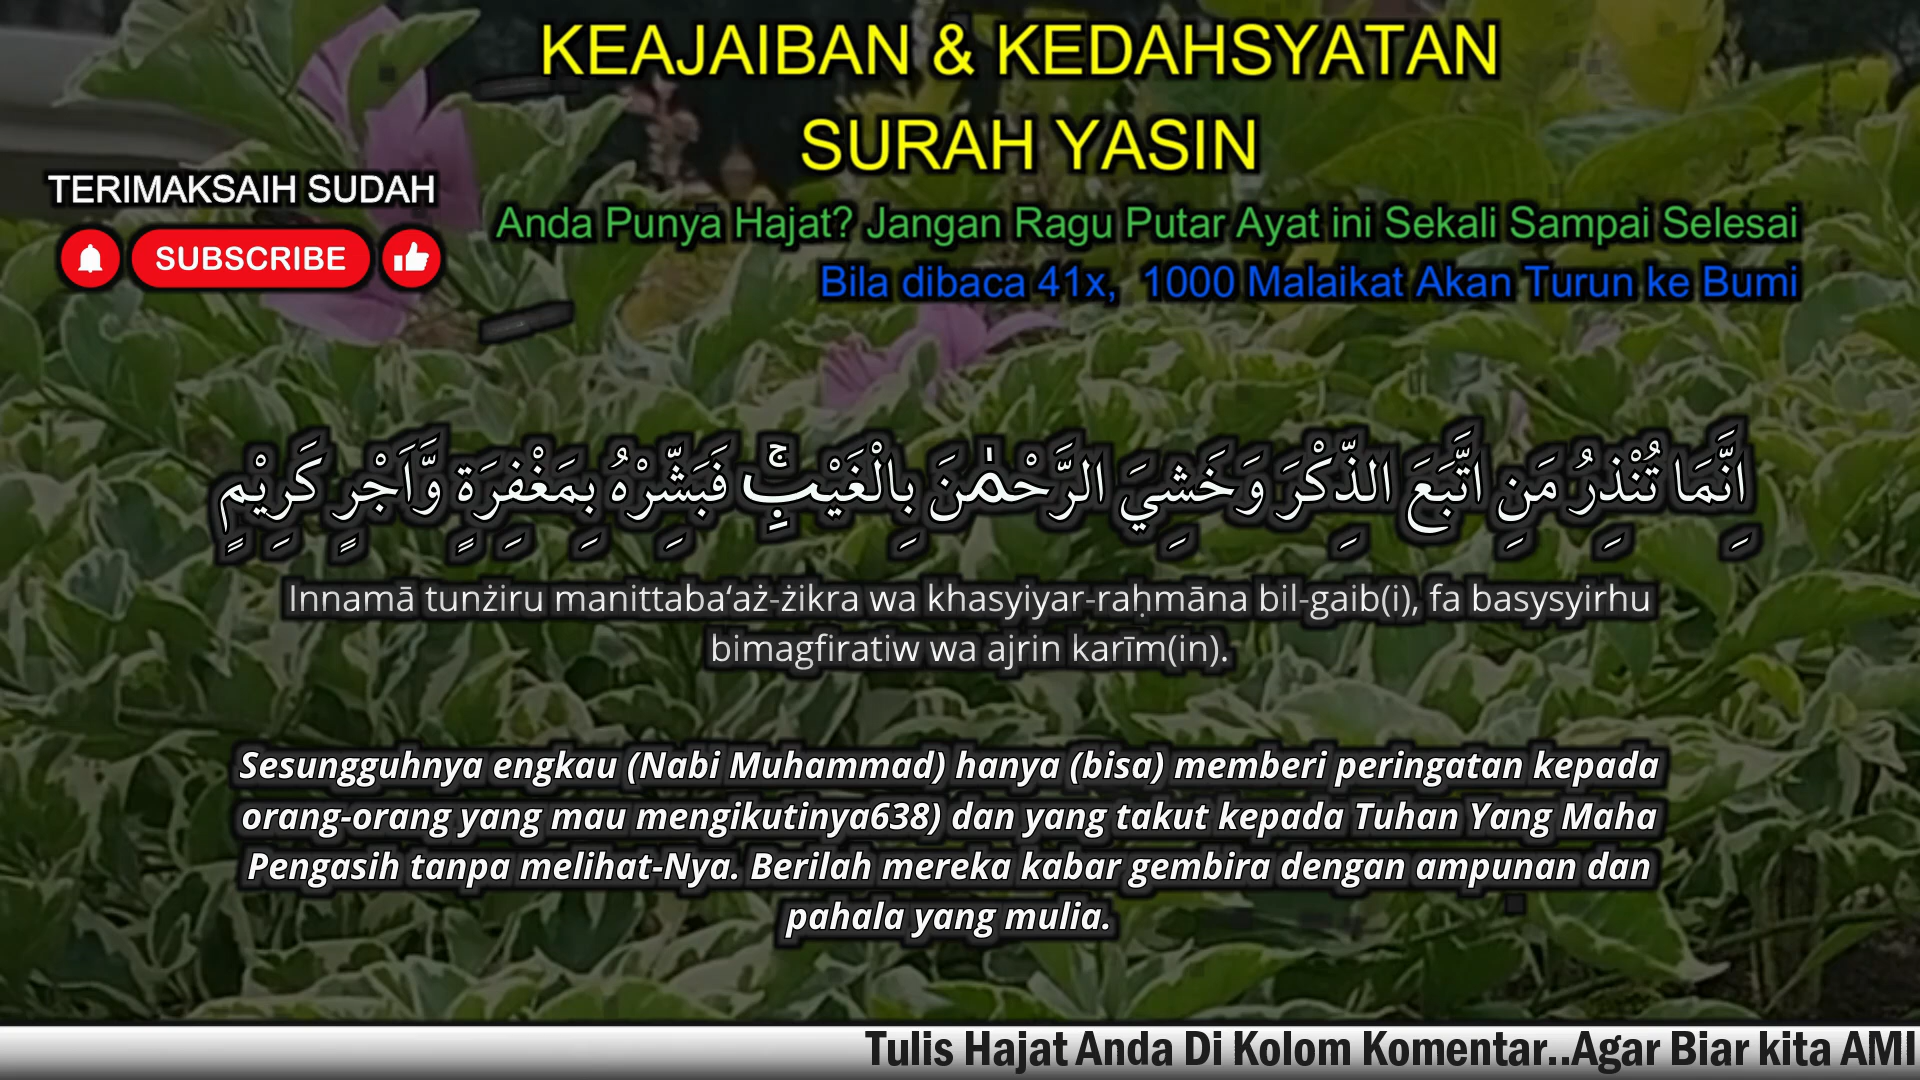 KEAJAIBAN & KEDAHSYATAN
SURAH YASIN
TERIMAKSAIH SUDAH
SUBSCRIBE
Anda Punya Hajat? Jangan Ragu Putar Ayat ini Sekali Sampai Selesai
Bila dibaca 41x, 1000 Malaikat Akan Turun ke Bumi
اِنَّمَا تُنْذِرُ مَنِ اتَّبَعَ الذِّكْرَ وَخَشِيَ الرَّحْمٰنَ بِالْغَيْبِۚ فَبَشِّرْهُ بِمَغْفِرَةٍ وَّاَجْرٍ كَرِيْمٍ
Innamā tunżiru manittaba‘aż-żikra wa khasyiyar-raḥmāna bil-gaib(i), fa basysyirhu
bimagfiratiw wa ajrin karīm(in).
Sesungguhnya engkau (Nabi Muhammad) hanya (bisa) memberi peringatan kepada
orang-orang yang mau mengikutinya638) dan yang takut kepada Tuhan Yang Maha
Pengasih tanpa melihat-Nya. Berilah mereka kabar gembira dengan ampunan dan
pahala yang mulia.
Tulis Hajat Anda Di Kolom Komentar..Agar Biar kita AMI